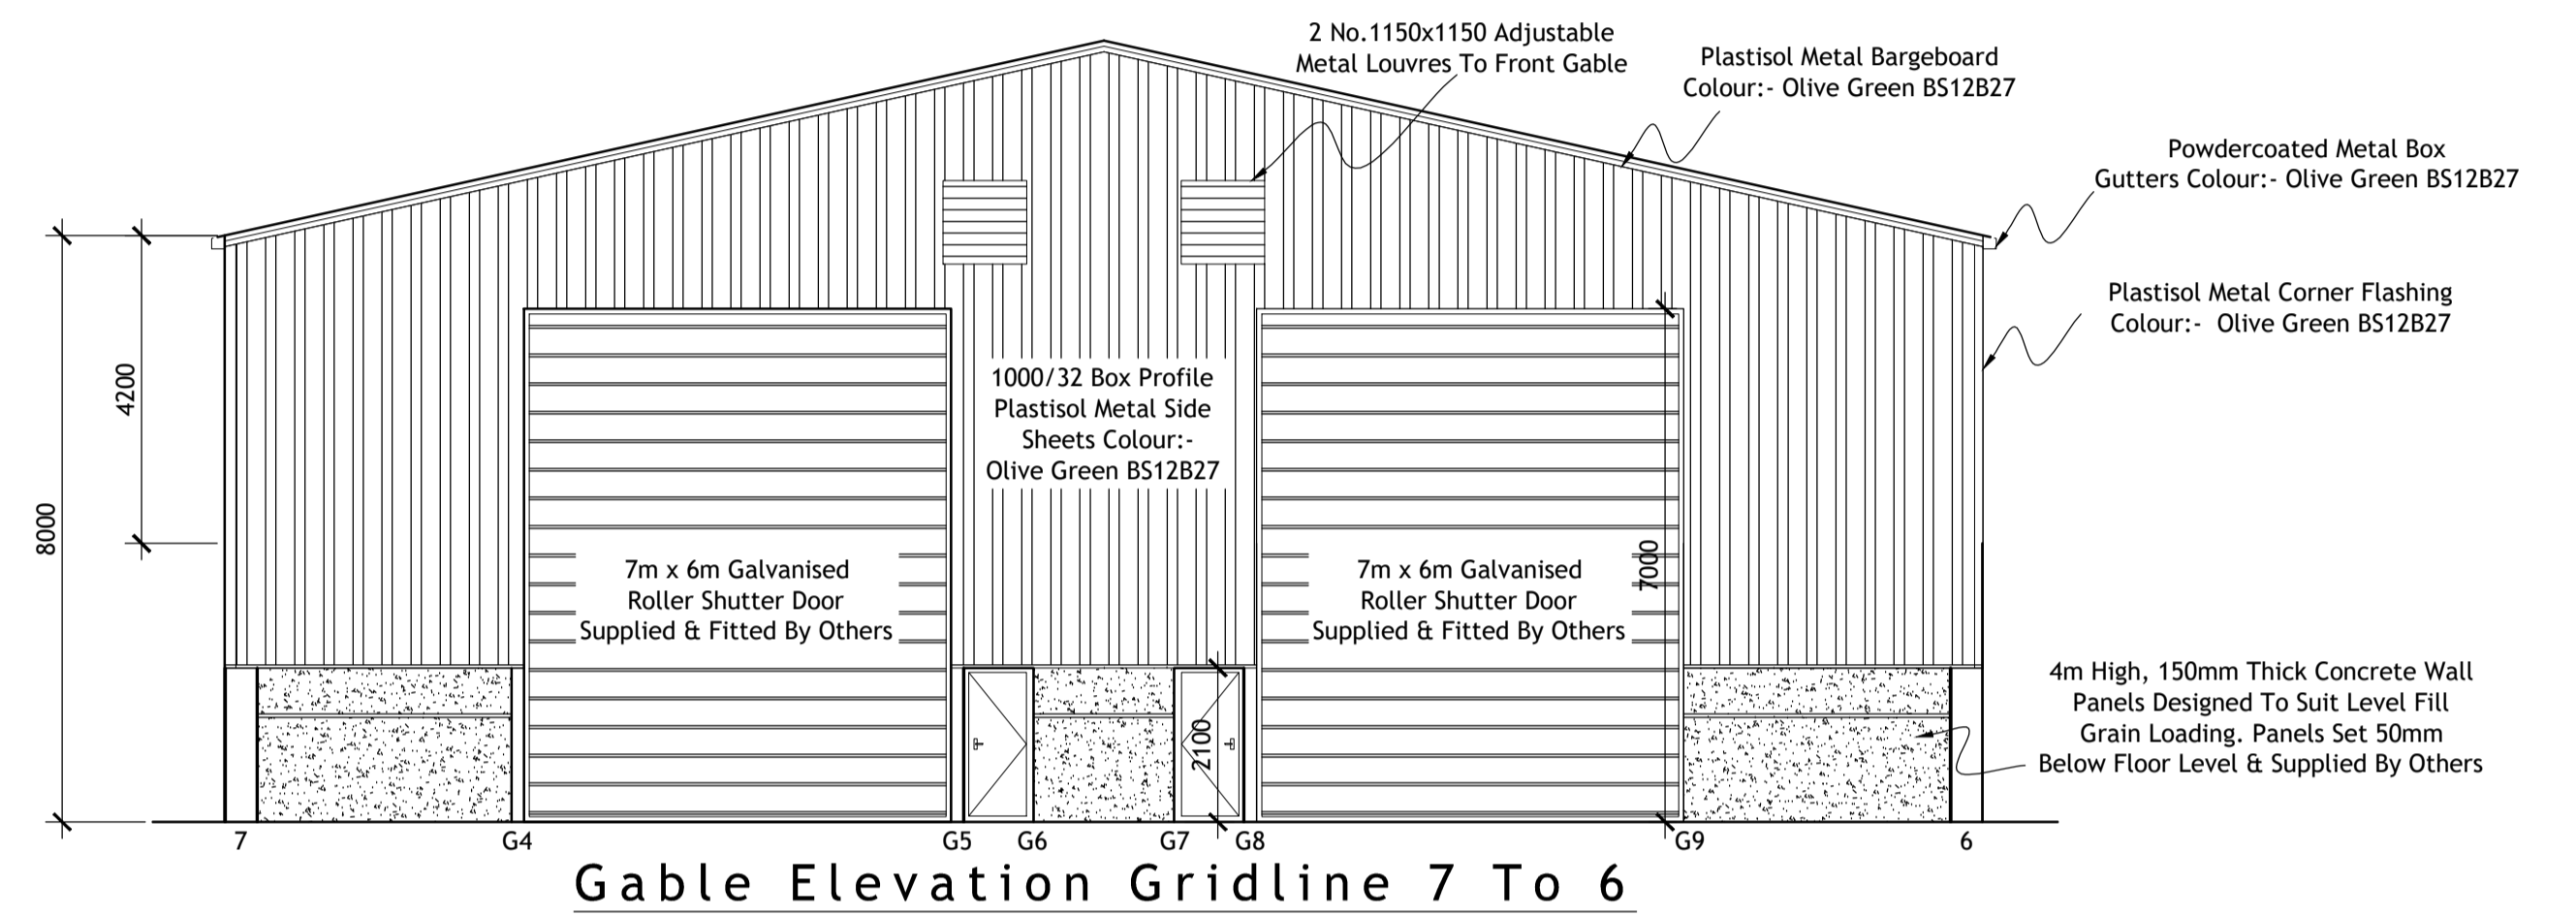 2 No.1150x1150 Adjustable
Metal Louvres To Front Gable
Plastisol Metal Bargeboard
Colour:- Olive Green BS12B27
Powdercoated Metal Box
Gutters Colour:- Olive Green BS12B27
Plastisol Metal Corner Flashing
Colour:- Olive Green BS12B27
4200
8000
1000/32 Box Profile
Plastisol Metal Side
Sheets Colour:-
Olive Green BS12B27
7m x 6m Galvanised
Roller Shutter Door
Supplied & Fitted By Others
7m x 6m Galvanised
Roller Shutter Door
Supplied & Fitted By Others
7000
2100
4m High, 150mm Thick Concrete Wall
Panels Designed To Suit Level Fill
Grain Loading. Panels Set 50mm
Below Floor Level & Supplied By Others
7 G4 G5 G6 G7 G8 G9 6
Gable Elevation Gridline 7 To 6